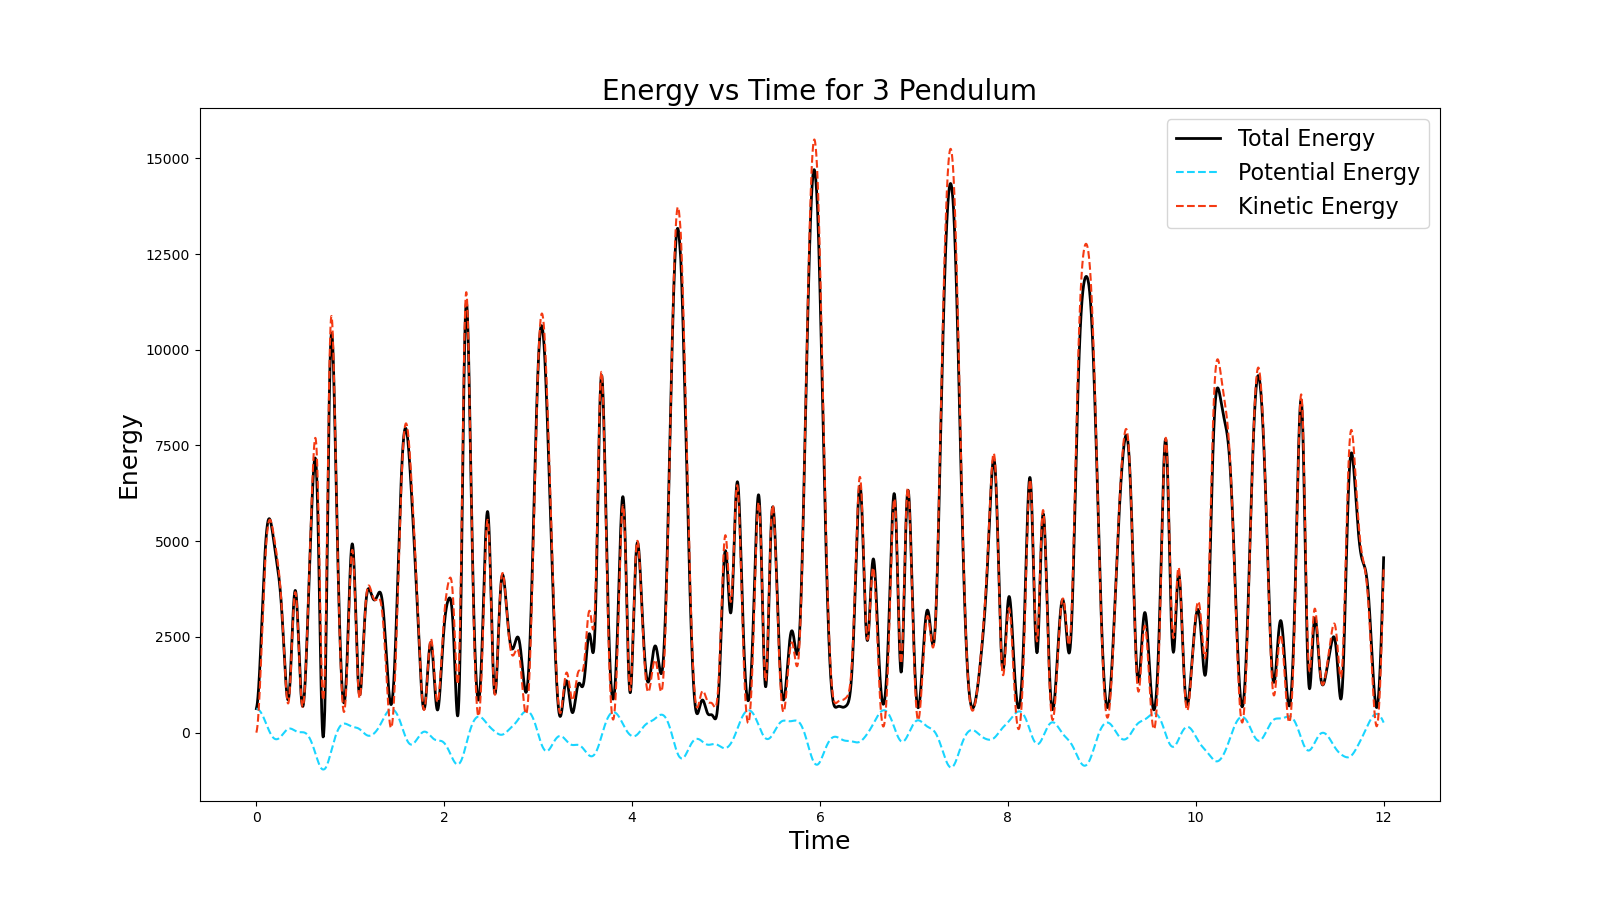 Energy vs Time for 3 Pendulum
Total Energy
Potential Energy
Kinetic Energy
15000
12500
10000
7500
5000
2500
0
Energy
0 2 4 6 8 10 12
Time